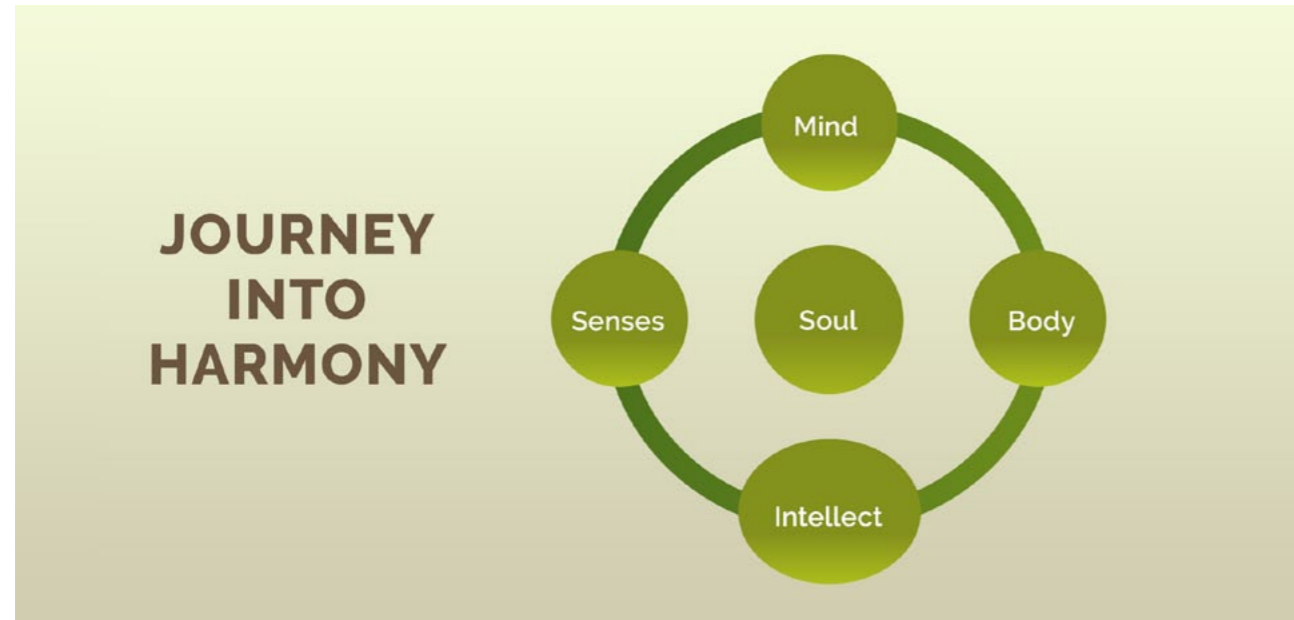 JOURNEY
INTO
HARMONY
Mind
Senses
Soul
Body
Intellect